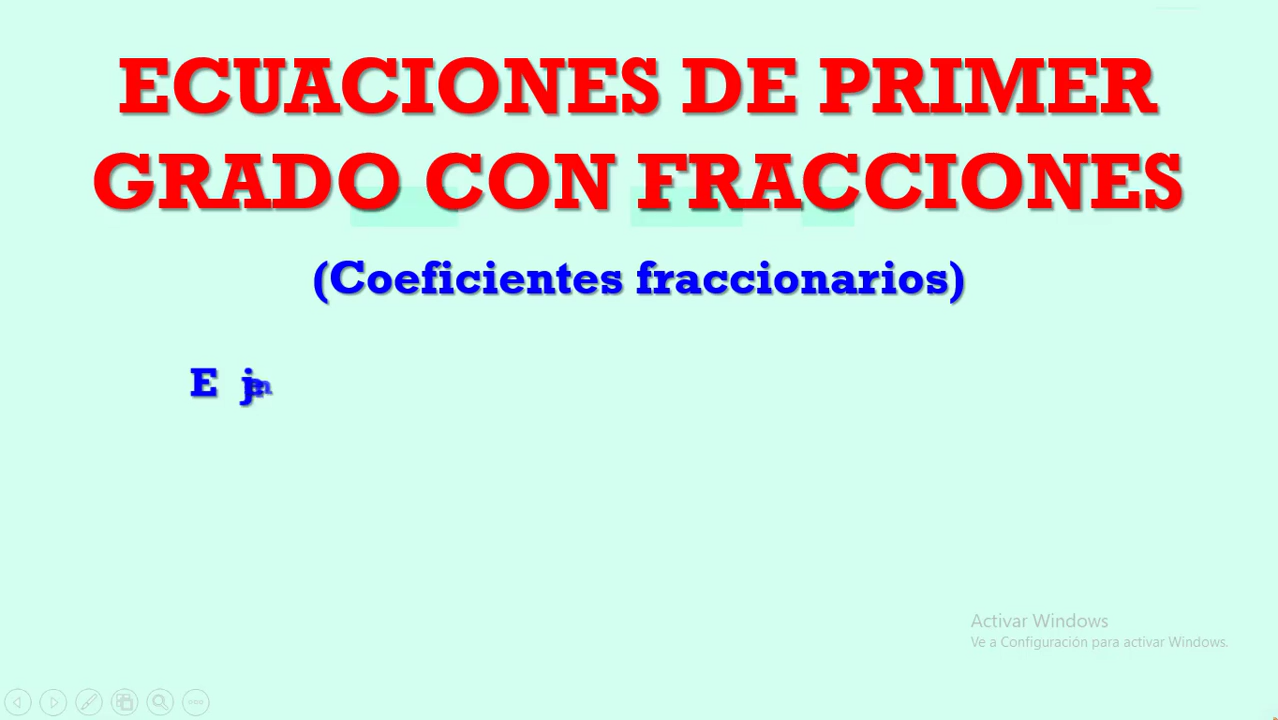 ECUACIONES DE PRIMER
GRADO CON FRACCIONES
(Coeficientes fraccionarios)
Activar Windows
Ve a Configuración para activar Windows.